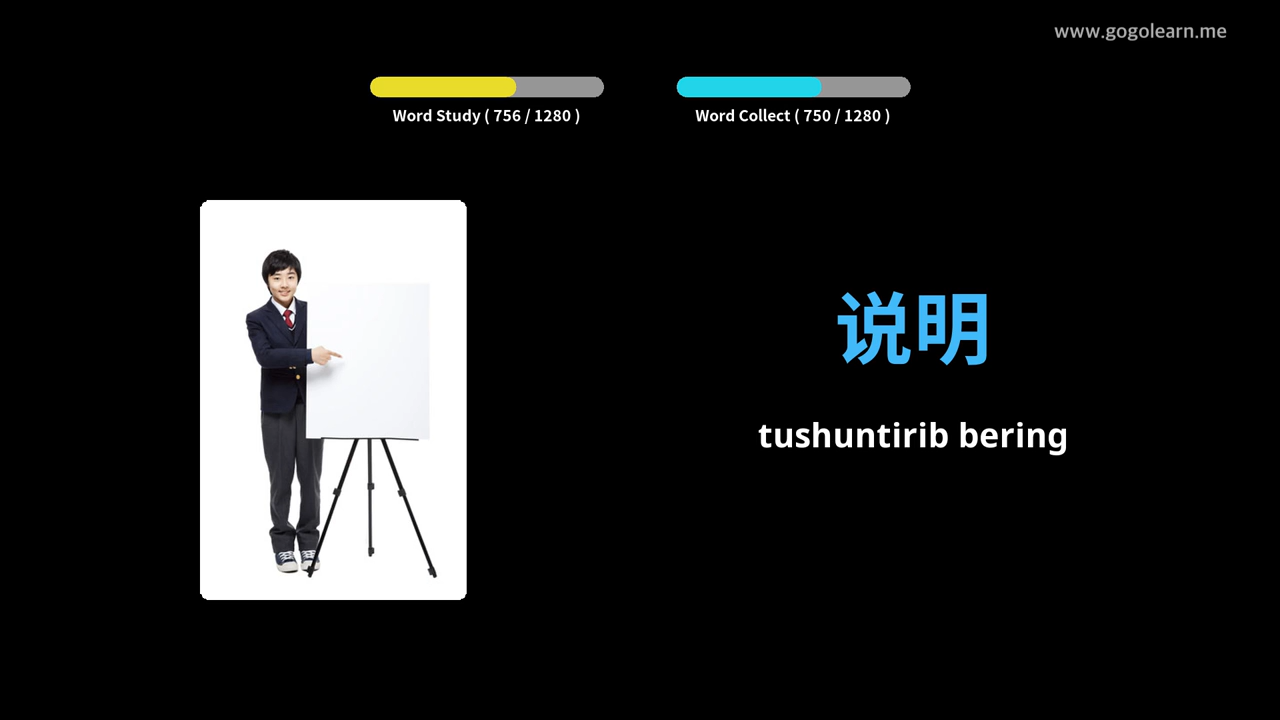 www.gogolearn.me
Word Study ( 756 / 1280 )
Word Collect ( 750 / 1280 )
说明
tushuntirib bering